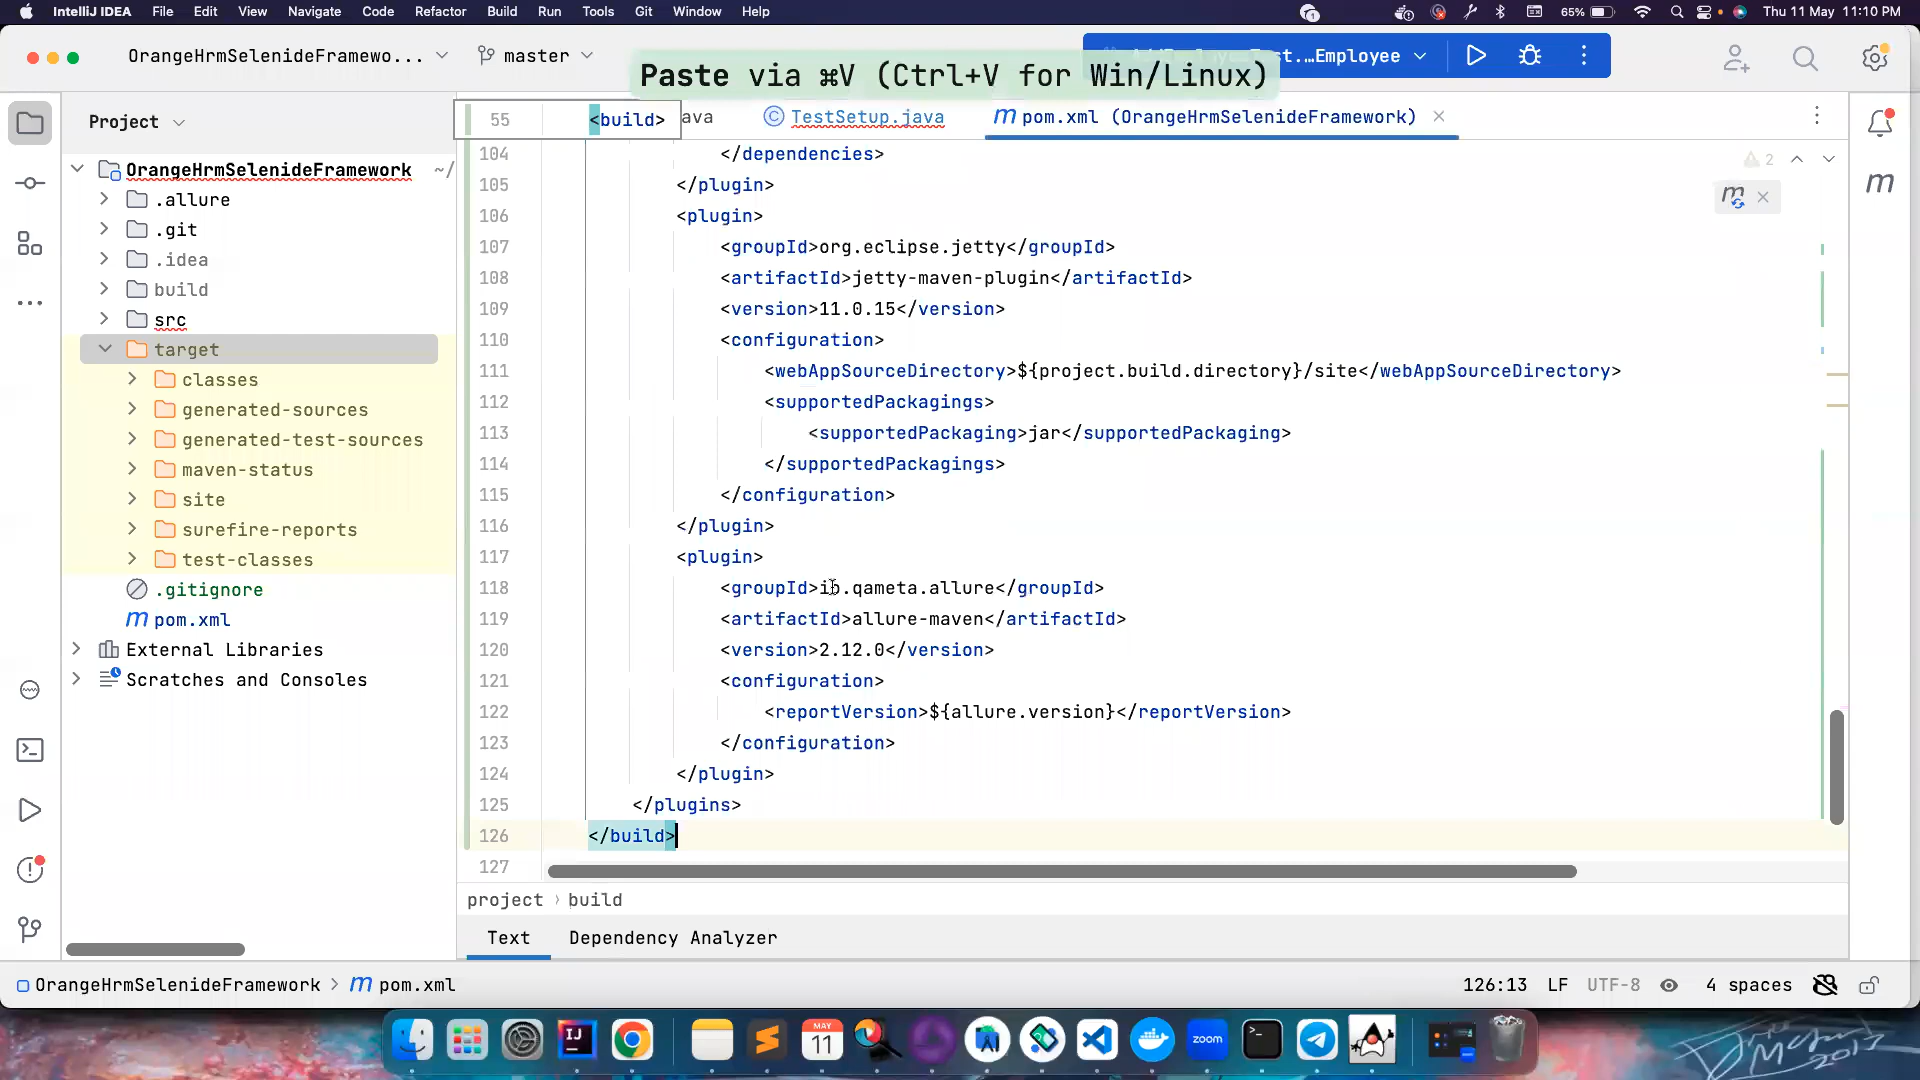 IntelliJ IDEA File Edit View Navigate Code Refactor Build Run Tools Git Window Help 1 65% Thu 11 May 11:10 PM
OrangeHrmSelenideFramewo... master st.…Employee
Paste via ⌘V (Ctrl+V for Win/Linux)
Project
55 <build> ava TestSetup.java pom.xml (OrangeHrmSelenideFramework)
OrangeHrmSelenideFramework ~/
.allure
.git
.idea
build
src
target
classes
generated-sources
generated-test-sources
maven-status
site
surefire-reports
test-classes
.gitignore
pom.xml
External Libraries
Scratches and Consoles
2
104 </dependencies>
105 </plugin>
106 <plugin>
107 <groupId>org.eclipse.jetty</groupId>
108 <artifactId>jetty-maven-plugin</artifactId>
109 <version>11.0.15</version>
110 <configuration>
111 <webAppSourceDirectory>${project.build.directory}/site</webAppSourceDirectory>
112 <supportedPackagings>
113 <supportedPackaging>jar</supportedPackaging>
114 </supportedPackagings>
115 </configuration>
116 </plugin>
117 <plugin>
118 <groupId>io.qameta.allure</groupId>
119 <artifactId>allure-maven</artifactId>
120 <version>2.12.0</version>
121 <configuration>
122 <reportVersion>${allure.version}</reportVersion>
123 </configuration>
124 </plugin>
125 </plugins>
126 </build>
127
project › build
Text Dependency Analyzer
OrangeHrmSelenideFramework › pom.xml 126:13 LF UTF-8 4 spaces
IJ MAY 11 zoom
2017